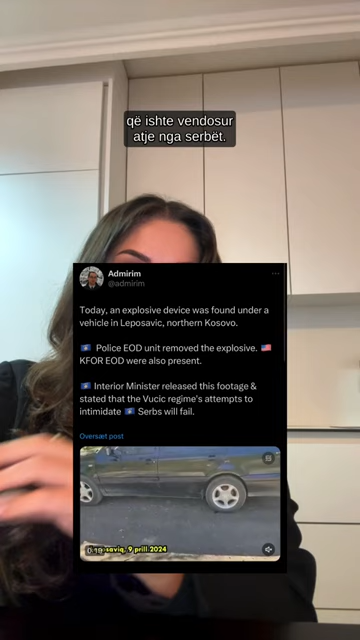 që ishte vendosur
atje nga serbët.
Admirim
@admirim
Today, an explosive device was found under a
vehicle in Leposavic, northern Kosovo.
🇽🇰 Police EOD unit removed the explosive. 🇺🇸
KFOR EOD were also present.
🇽🇰 Interior Minister released this footage &
stated that the Vucic regime's attempts to
intimidate 🇽🇰 Serbs will fail.
Oversæt post
saviq, 9 prill 2024